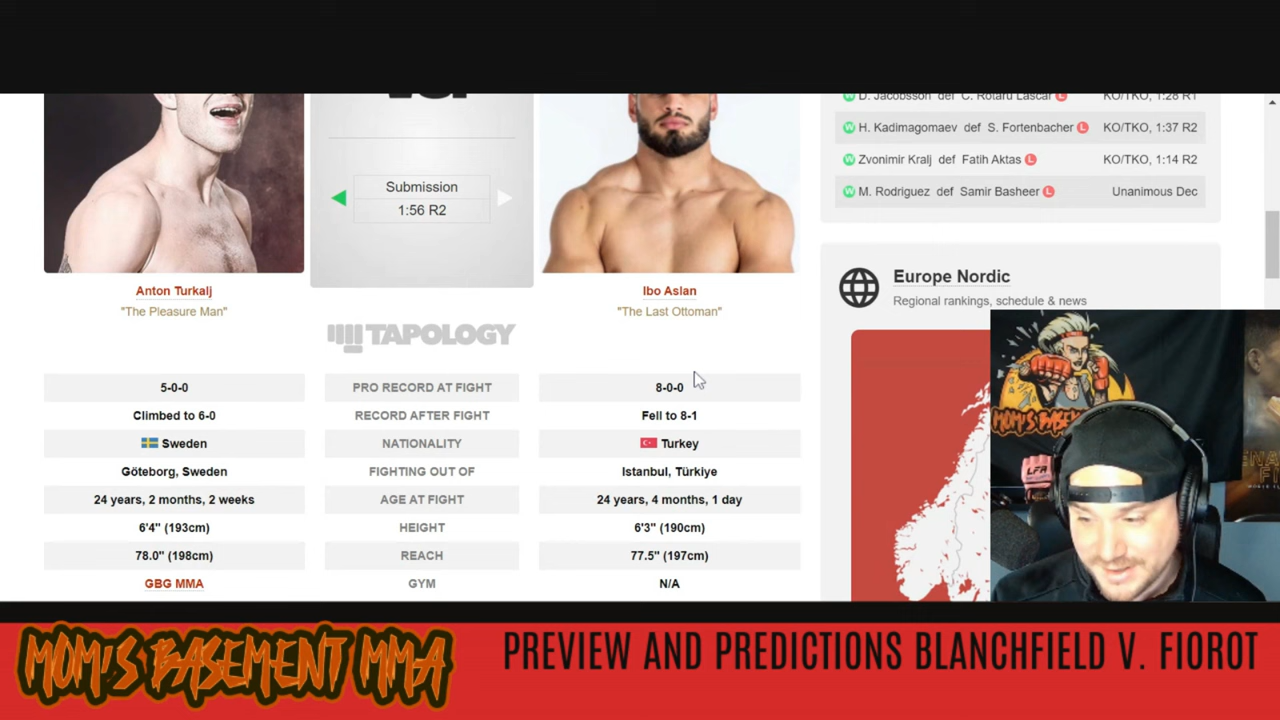 D. Jacobsson def C. Rotaru Lascar L KO/TKO, 1:28 R1
W H. Kadimagomaev def S. Fortenbacher L KO/TKO, 1:37 R2
W Zvonimir Kralj def Fatih Aktas L KO/TKO, 1:14 R2
W M. Rodriguez def Samir Basheer L Unanimous Dec
Submission
1:56 R2
Anton Turkalj
"The Pleasure Man"
Ibo Aslan
"The Last Ottoman"
TAPOLOGY
5-0-0 PRO RECORD AT FIGHT 8-0-0
Climbed to 6-0 RECORD AFTER FIGHT Fell to 8-1
Sweden NATIONALITY Turkey
Göteborg, Sweden FIGHTING OUT OF Istanbul, Türkiye
24 years, 2 months, 2 weeks AGE AT FIGHT 24 years, 4 months, 1 day
6'4" (193cm) HEIGHT 6'3" (190cm)
78.0" (198cm) REACH 77.5" (197cm)
GBG MMA GYM N/A
Europe Nordic
Regional rankings, schedule & news
LFA
MOM'S BASEMENT MMA
PREVIEW AND PREDICTIONS BLANCHFIELD V. FIOROT